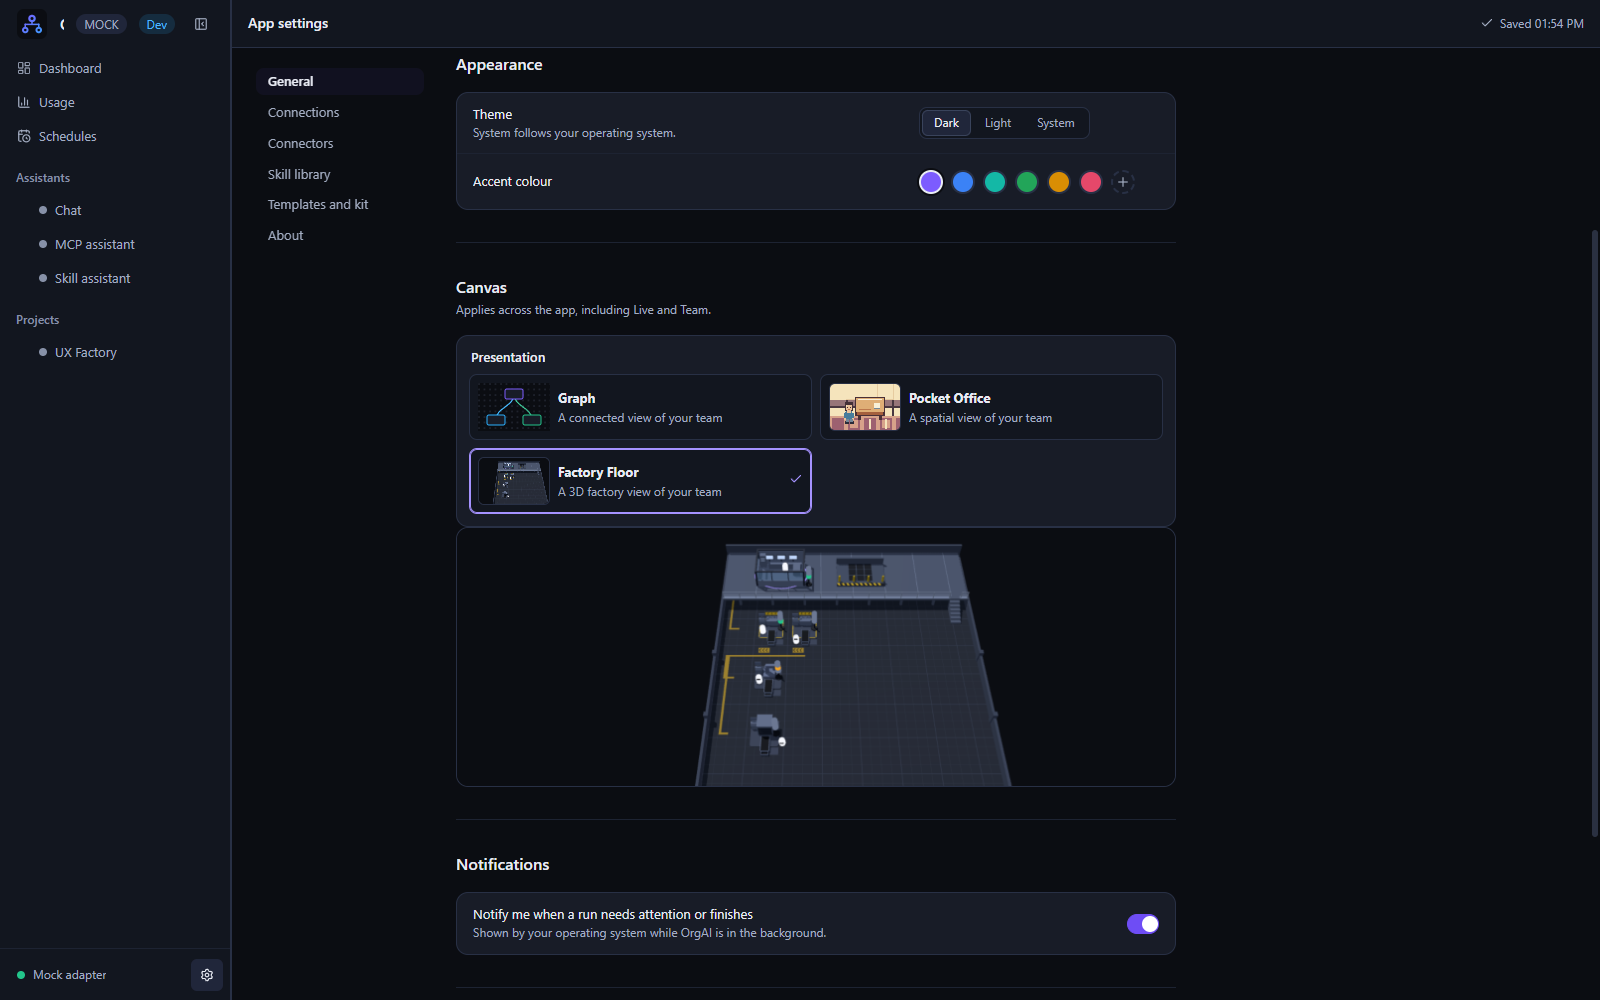 MOCK
Dev
App settings
Saved 01:54 PM
Dashboard
Usage
Schedules
Assistants
Chat
MCP assistant
Skill assistant
Projects
UX Factory
Mock adapter
General
Connections
Connectors
Skill library
Templates and kit
About
Appearance
Theme
System follows your operating system.
Dark
Light
System
Accent colour
Canvas
Applies across the app, including Live and Team.
Presentation
Graph
A connected view of your team
Pocket Office
A spatial view of your team
Factory Floor
A 3D factory view of your team
Notifications
Notify me when a run needs attention or finishes
Shown by your operating system while OrgAI is in the background.